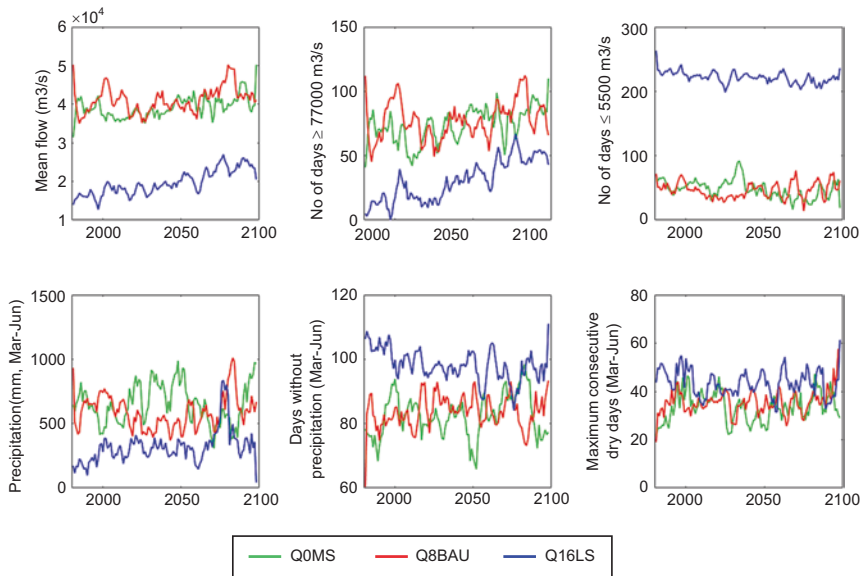 ×10⁴
6
5
4
3
2
1
Mean flow (m3/s)
2000 2050 2100
150
100
50
0
No of days ≥ 77000 m3/s
2000 2050 2100
300
200
100
0
No of days ≤ 5500 m3/s
2000 2050 2100
1500
1000
500
0
Precipitation(mm, Mar-Jun)
2000 2050 2100
120
100
80
60
Days without
precipitation (Mar-Jun)
2000 2050 2100
80
60
40
20
0
Maximum consecutive
dry days (Mar-Jun)
2000 2050 2100
Q0MS Q8BAU Q16LS